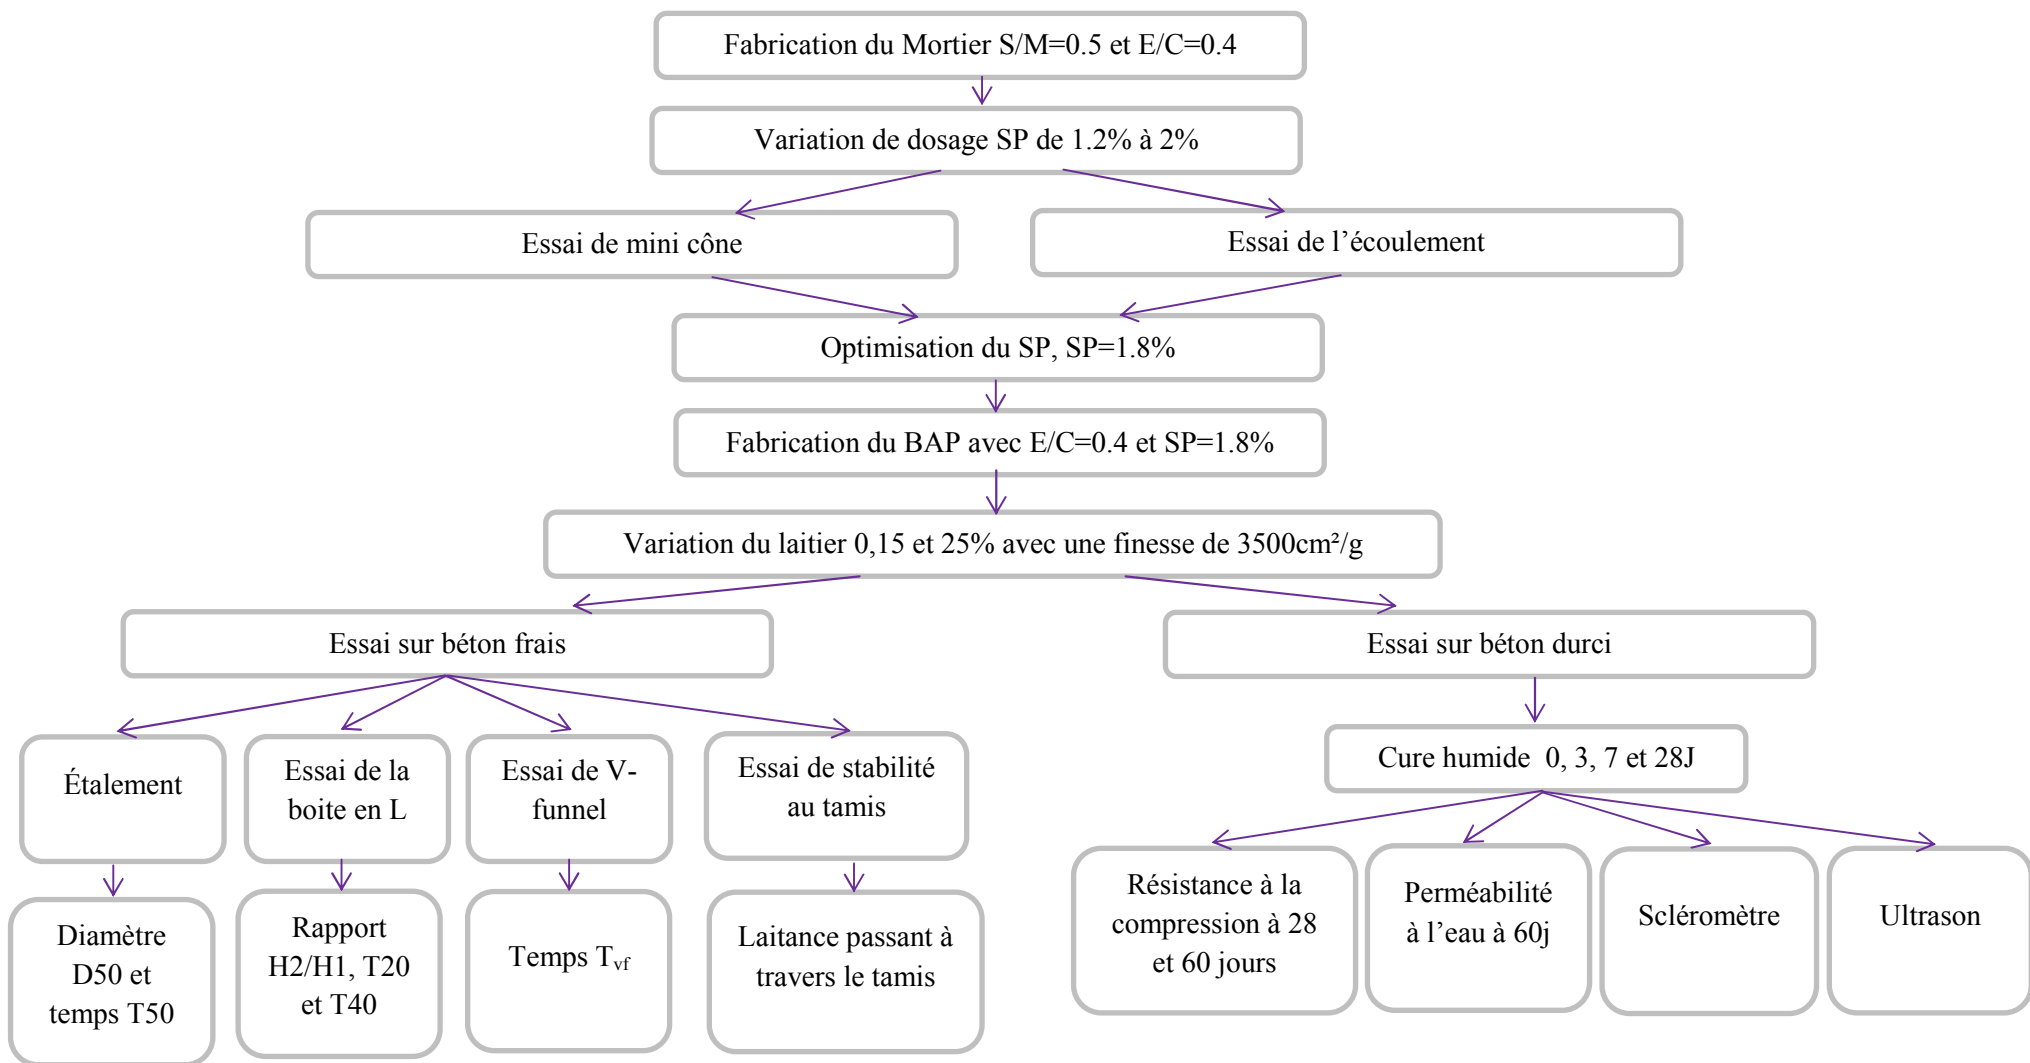 Fabrication du Mortier S/M=0.5 et E/C=0.4
Variation de dosage SP de 1.2% à 2%
Essai de mini cône
Essai de l’écoulement
Optimisation du SP, SP=1.8%
Fabrication du BAP avec E/C=0.4 et SP=1.8%
Variation du laitier 0,15 et 25% avec une finesse de 3500cm²/g
Essai sur béton frais
Essai sur béton durci
Cure humide  0, 3, 7 et 28J
Étalement
Essai de la
boite en L
Essai de V-
funnel
Essai de stabilité
au tamis
Diamètre
D50 et
temps T50
Rapport
H2/H1, T20
et T40
Temps Tvf
Laitance passant à
travers le tamis
Résistance à la
compression à 28
et 60 jours
Perméabilité
à l’eau à 60j
Scléromètre
Ultrason